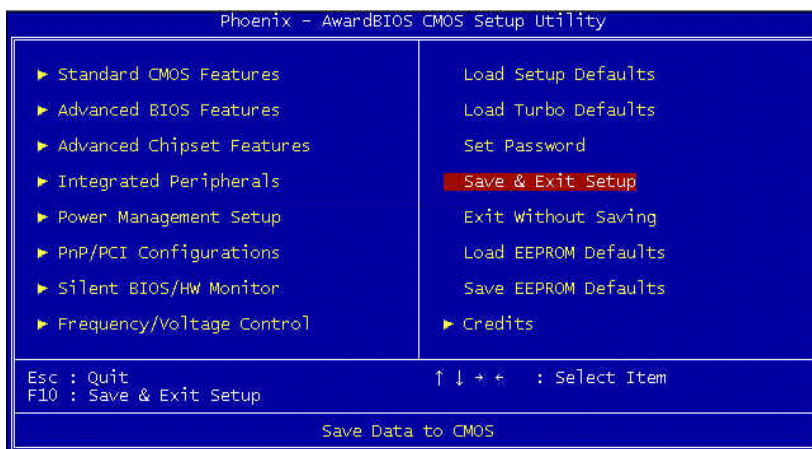 Phoenix - AwardBIOS CMOS Setup Utility
► Standard CMOS Features
► Advanced BIOS Features
► Advanced Chipset Features
► Integrated Peripherals
► Power Management Setup
► PnP/PCI Configurations
► Silent BIOS/HW Monitor
► Frequency/Voltage Control
Load Setup Defaults
Load Turbo Defaults
Set Password
Save & Exit Setup
Exit Without Saving
Load EEPROM Defaults
Save EEPROM Defaults
► Credits
Esc : Quit
F10 : Save & Exit Setup
↑ ↓ → ← : Select Item
Save Data to CMOS